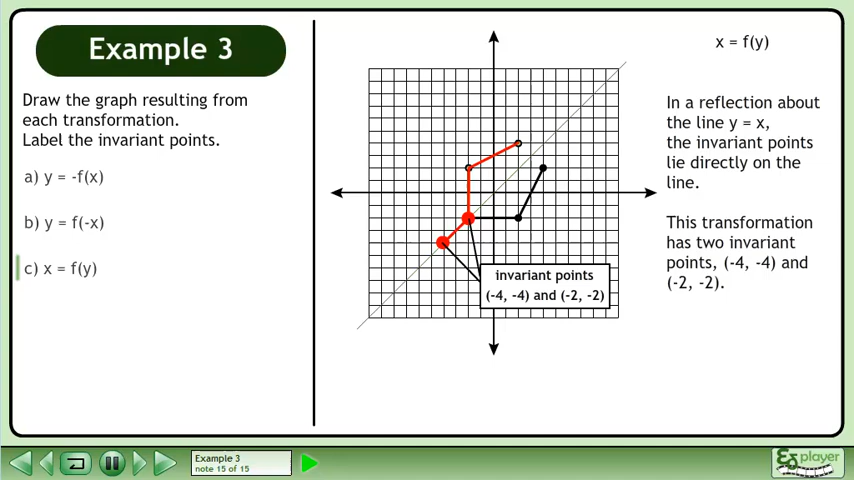 Example 3
Draw the graph resulting from
each transformation.
Label the invariant points.
a) y = -f(x)
b) y = f(-x)
c) x = f(y)
x = f(y)
In a reflection about
the line y = x,
the invariant points
lie directly on the
line.
This transformation
has two invariant
points, (-4, -4) and
(-2, -2).
invariant points
(-4, -4) and (-2, -2)
Example 3
note 15 of 15
player